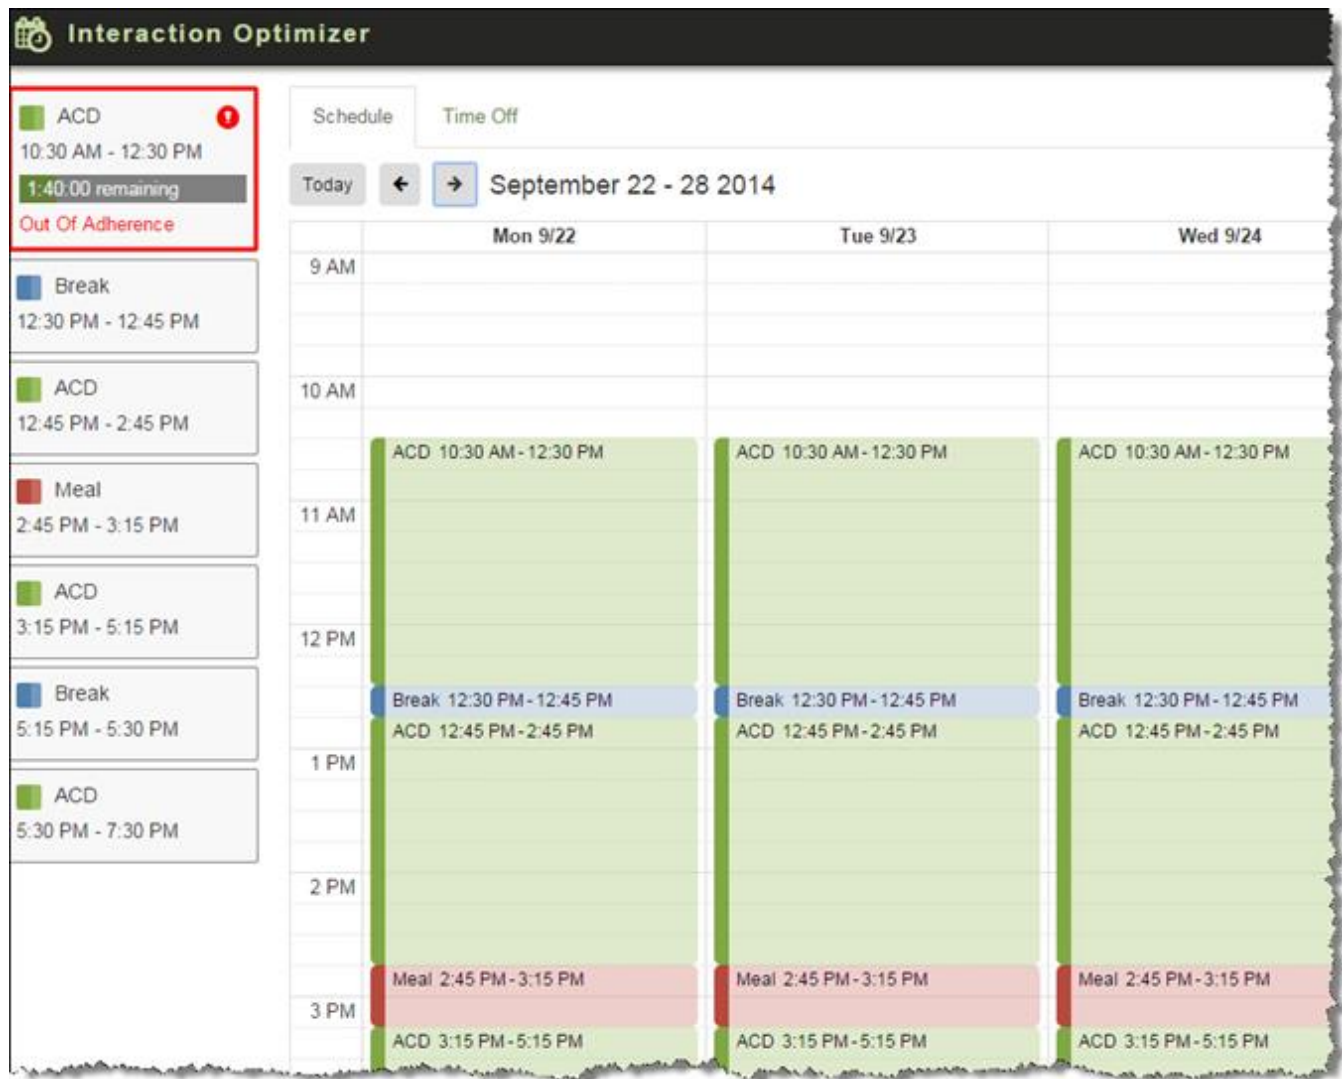 Interaction Optimizer
ACD
10:30 AM - 12:30 PM
1:40:00 remaining
Out Of Adherence
Break
12:30 PM - 12:45 PM
ACD
12:45 PM - 2:45 PM
Meal
2:45 PM - 3:15 PM
ACD
3:15 PM - 5:15 PM
Break
5:15 PM - 5:30 PM
ACD
5:30 PM - 7:30 PM
Schedule Time Off
Today September 22 - 28 2014
Mon 9/22 Tue 9/23 Wed 9/24
9 AM
10 AM
ACD 10:30 AM - 12:30 PM ACD 10:30 AM - 12:30 PM ACD 10:30 AM - 12:30 PM
11 AM
12 PM
Break 12:30 PM - 12:45 PM Break 12:30 PM - 12:45 PM Break 12:30 PM - 12:45 PM
ACD 12:45 PM - 2:45 PM ACD 12:45 PM - 2:45 PM ACD 12:45 PM - 2:45 PM
1 PM
2 PM
Meal 2:45 PM - 3:15 PM Meal 2:45 PM - 3:15 PM Meal 2:45 PM - 3:15 PM
3 PM
ACD 3:15 PM - 5:15 PM ACD 3:15 PM - 5:15 PM ACD 3:15 PM - 5:15 PM